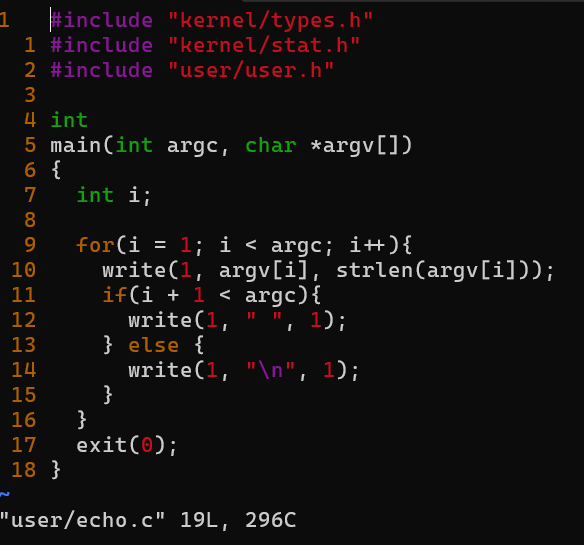 1   #include "kernel/types.h"
  1 #include "kernel/stat.h"
  2 #include "user/user.h"
  3
  4 int
  5 main(int argc, char *argv[])
  6 {
  7   int i;
  8
  9   for(i = 1; i < argc; i++){
 10     write(1, argv[i], strlen(argv[i]));
 11     if(i + 1 < argc){
 12       write(1, " ", 1);
 13     } else {
 14       write(1, "\n", 1);
 15     }
 16   }
 17   exit(0);
 18 }
~
"user/echo.c" 19L, 296C